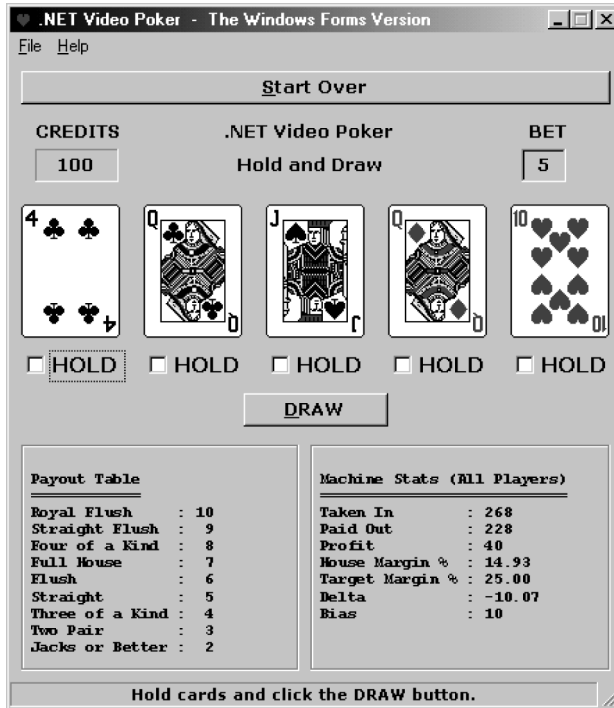 .NET Video Poker - The Windows Forms Version
File Help
Start Over
CREDITS .NET Video Poker BET
100 Hold and Draw 5
4 Q J Q 10
4 Q J Q 10
HOLD HOLD HOLD HOLD HOLD
DRAW
Payout Table
Royal Flush : 10
Straight Flush : 9
Four of a Kind : 8
Full House : 7
Flush : 6
Straight : 5
Three of a Kind : 4
Two Pair : 3
Jacks or Better : 2
Machine Stats (All Players)
Taken In : 268
Paid Out : 228
Profit : 40
House Margin % : 14.93
Target Margin % : 25.00
Delta : -10.07
Bias : 10
Hold cards and click the DRAW button.